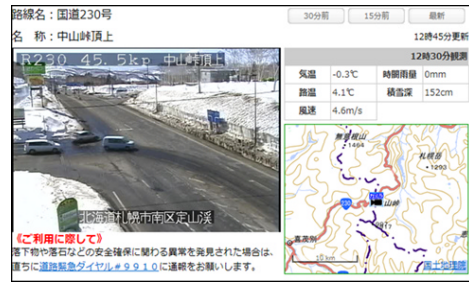 路線名：国道230号
名　称：中山峠頂上
30分前
15分前
最新
12時45分更新
R230 45.5kp 中山峠頂上
北海道札幌市南区定山渓
12時30分観測
気温 -0.3℃ 時間雨量 0mm
路温 4.1℃ 積雪深 152cm
風速 4.6m/s
無意根山
1464
札幌岳
1293
230
中山峠
喜茂別
10 km
国土地理院
《ご利用に際して》
落下物や落石などの安全確保に関わる異常を発見された場合は、
直ちに道路緊急ダイヤル＃９９１０に通報をお願いします。